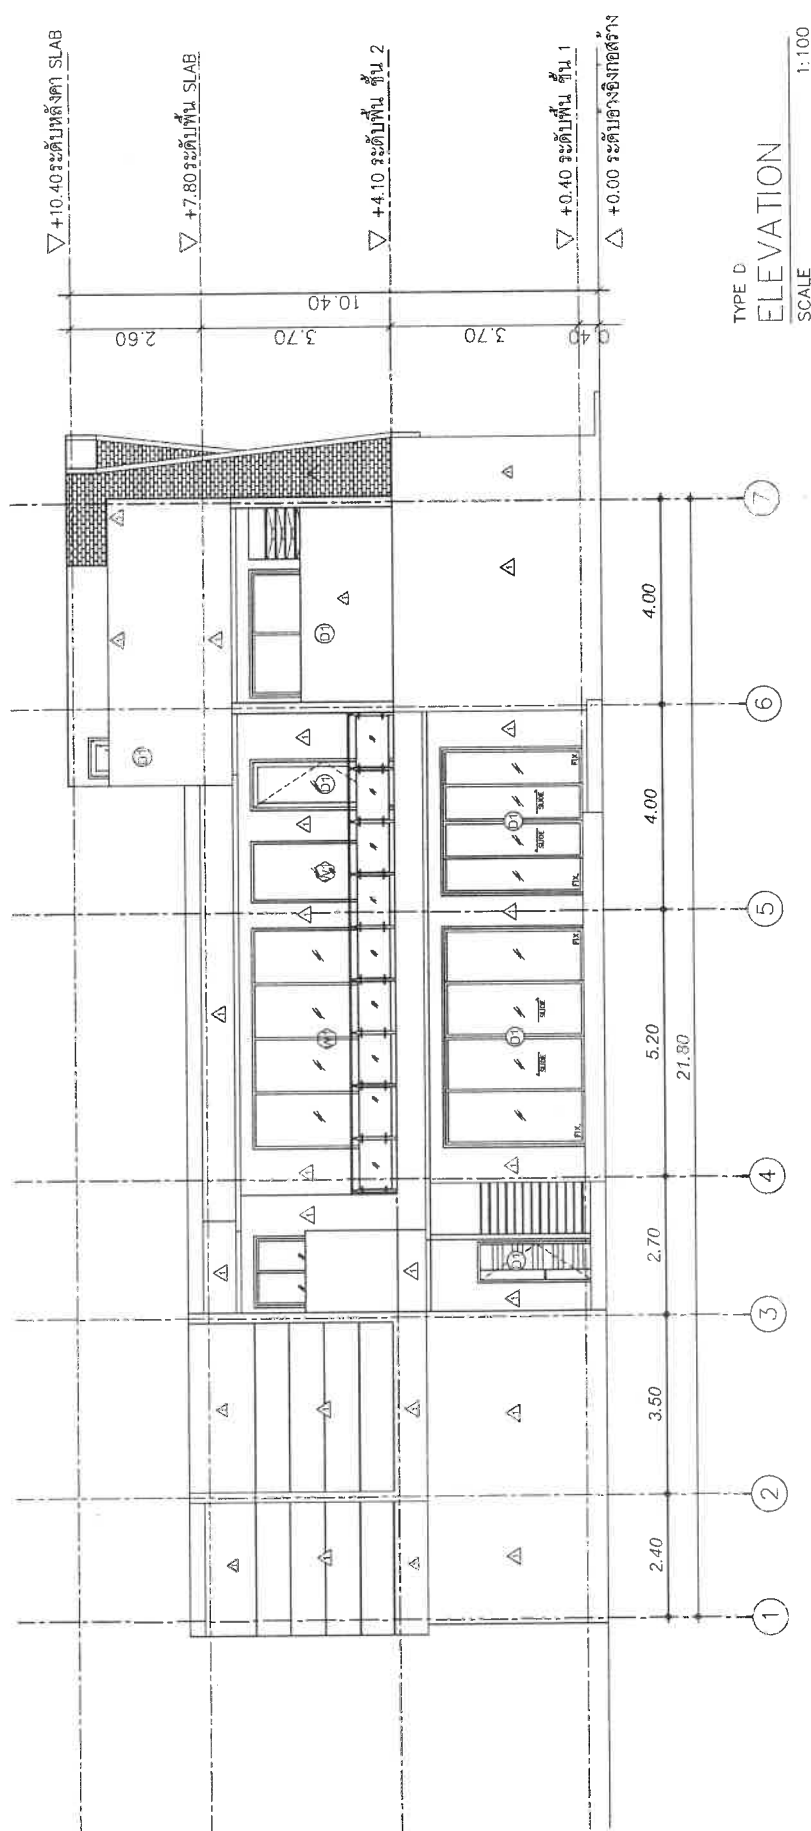 +10.40 ระดับหลังคา SLAB
+7.80 ระดับพื้น SLAB
+4.10 ระดับพื้น ชั้น 2
+0.40 ระดับพื้น ชั้น 1
+0.00 ระดับอ้างอิงก่อสร้าง
10.40
2.60
3.70
3.70
0.40
D1
D1
D1
FIX.
SLIDE
D1
SLIDE
FIX.
FIX.
SLIDE
D1
SLIDE
FIX.
D1
2.40
3.50
2.70
5.20
4.00
4.00
21.80
1
2
3
4
5
6
7
TYPE D
ELEVATION
SCALE 1:100